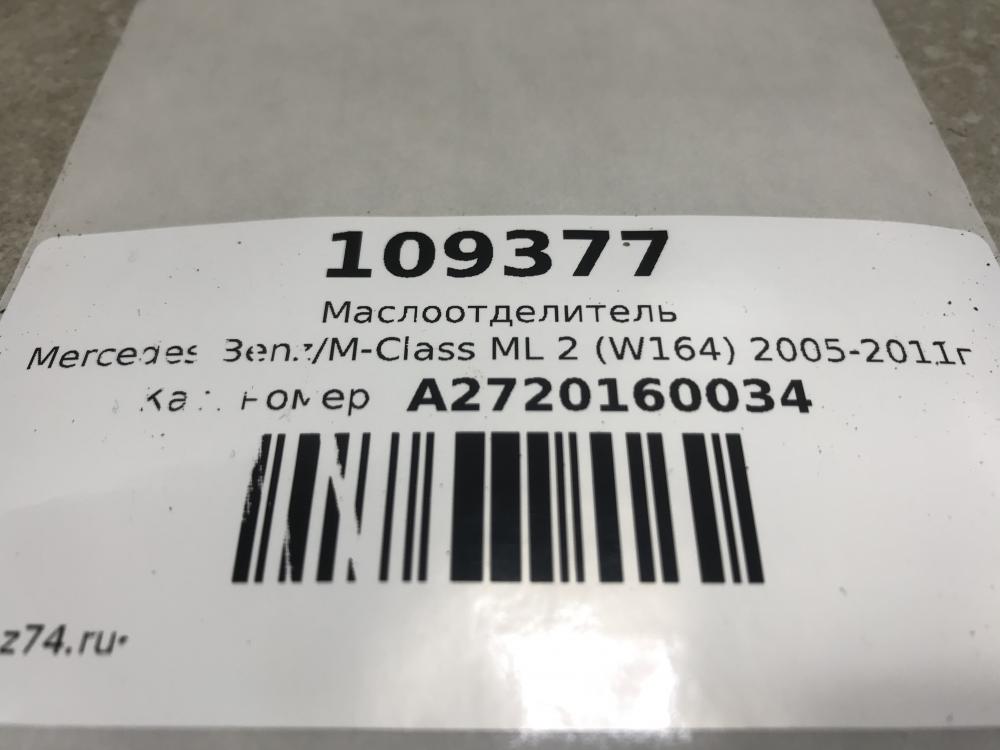 109377
Маслоотделитель
Mercedes Benz/M-Class ML 2 (W164) 2005-2011г
Кат. номер A2720160034
z74.ru